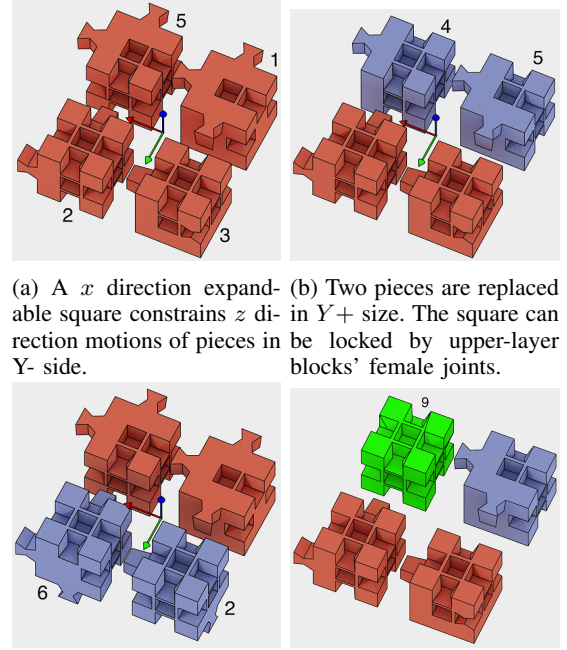 5
1
2
3
4
5
(a) A x direction expand-
able square constrains z di-
rection motions of pieces in
Y- side.
(b) Two pieces are replaced
in Y+ size. The square can
be locked by upper-layer
blocks' female joints.
6
2
9